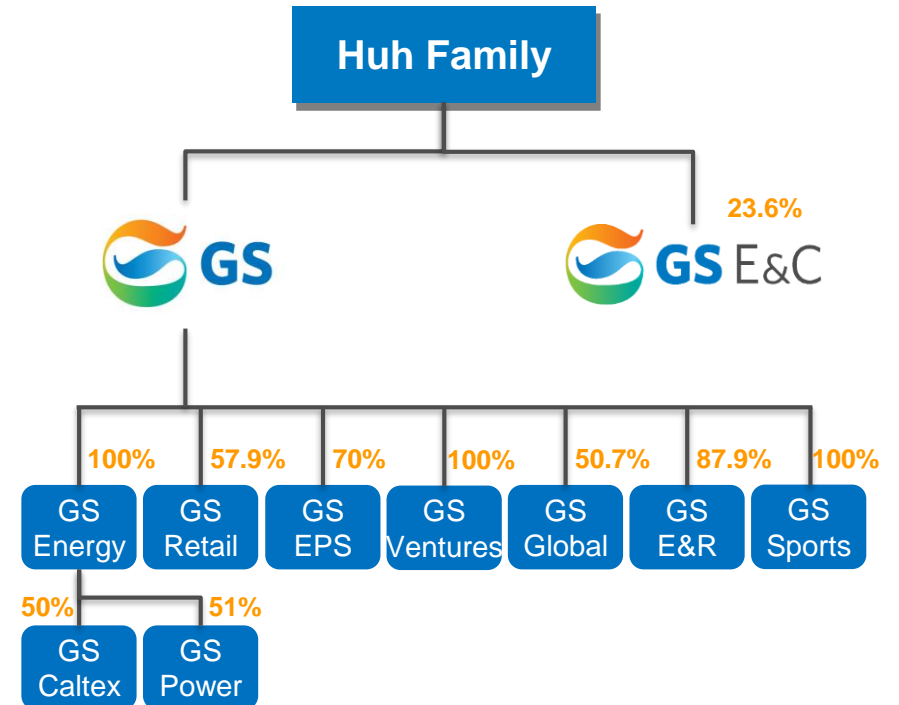 Huh Family
23.6%
GS
GS E&C
100%
57.9%
70%
100%
50.7%
87.9%
100%
GS
Energy
GS
Retail
GS
EPS
GS
Ventures
GS
Global
GS
E&R
GS
Sports
50%
51%
GS
Caltex
GS
Power